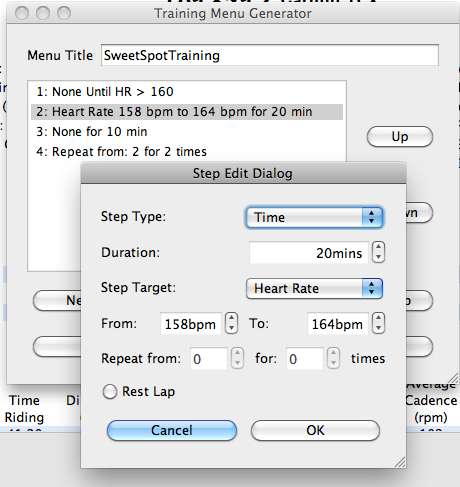 Training Menu Generator
Menu Title SweetSpotTraining
1: None Until HR > 160
2: Heart Rate 158 bpm to 164 bpm for 20 min
3: None for 10 min
4: Repeat from: 2 for 2 times
Up
Step Edit Dialog
Step Type: Time
Duration: 20mins
Step Target: Heart Rate
From: 158bpm To: 164bpm
Repeat from: 0 for: 0 times
Rest Lap
Cancel OK
Time
Riding
Average
Cadence
(rpm)